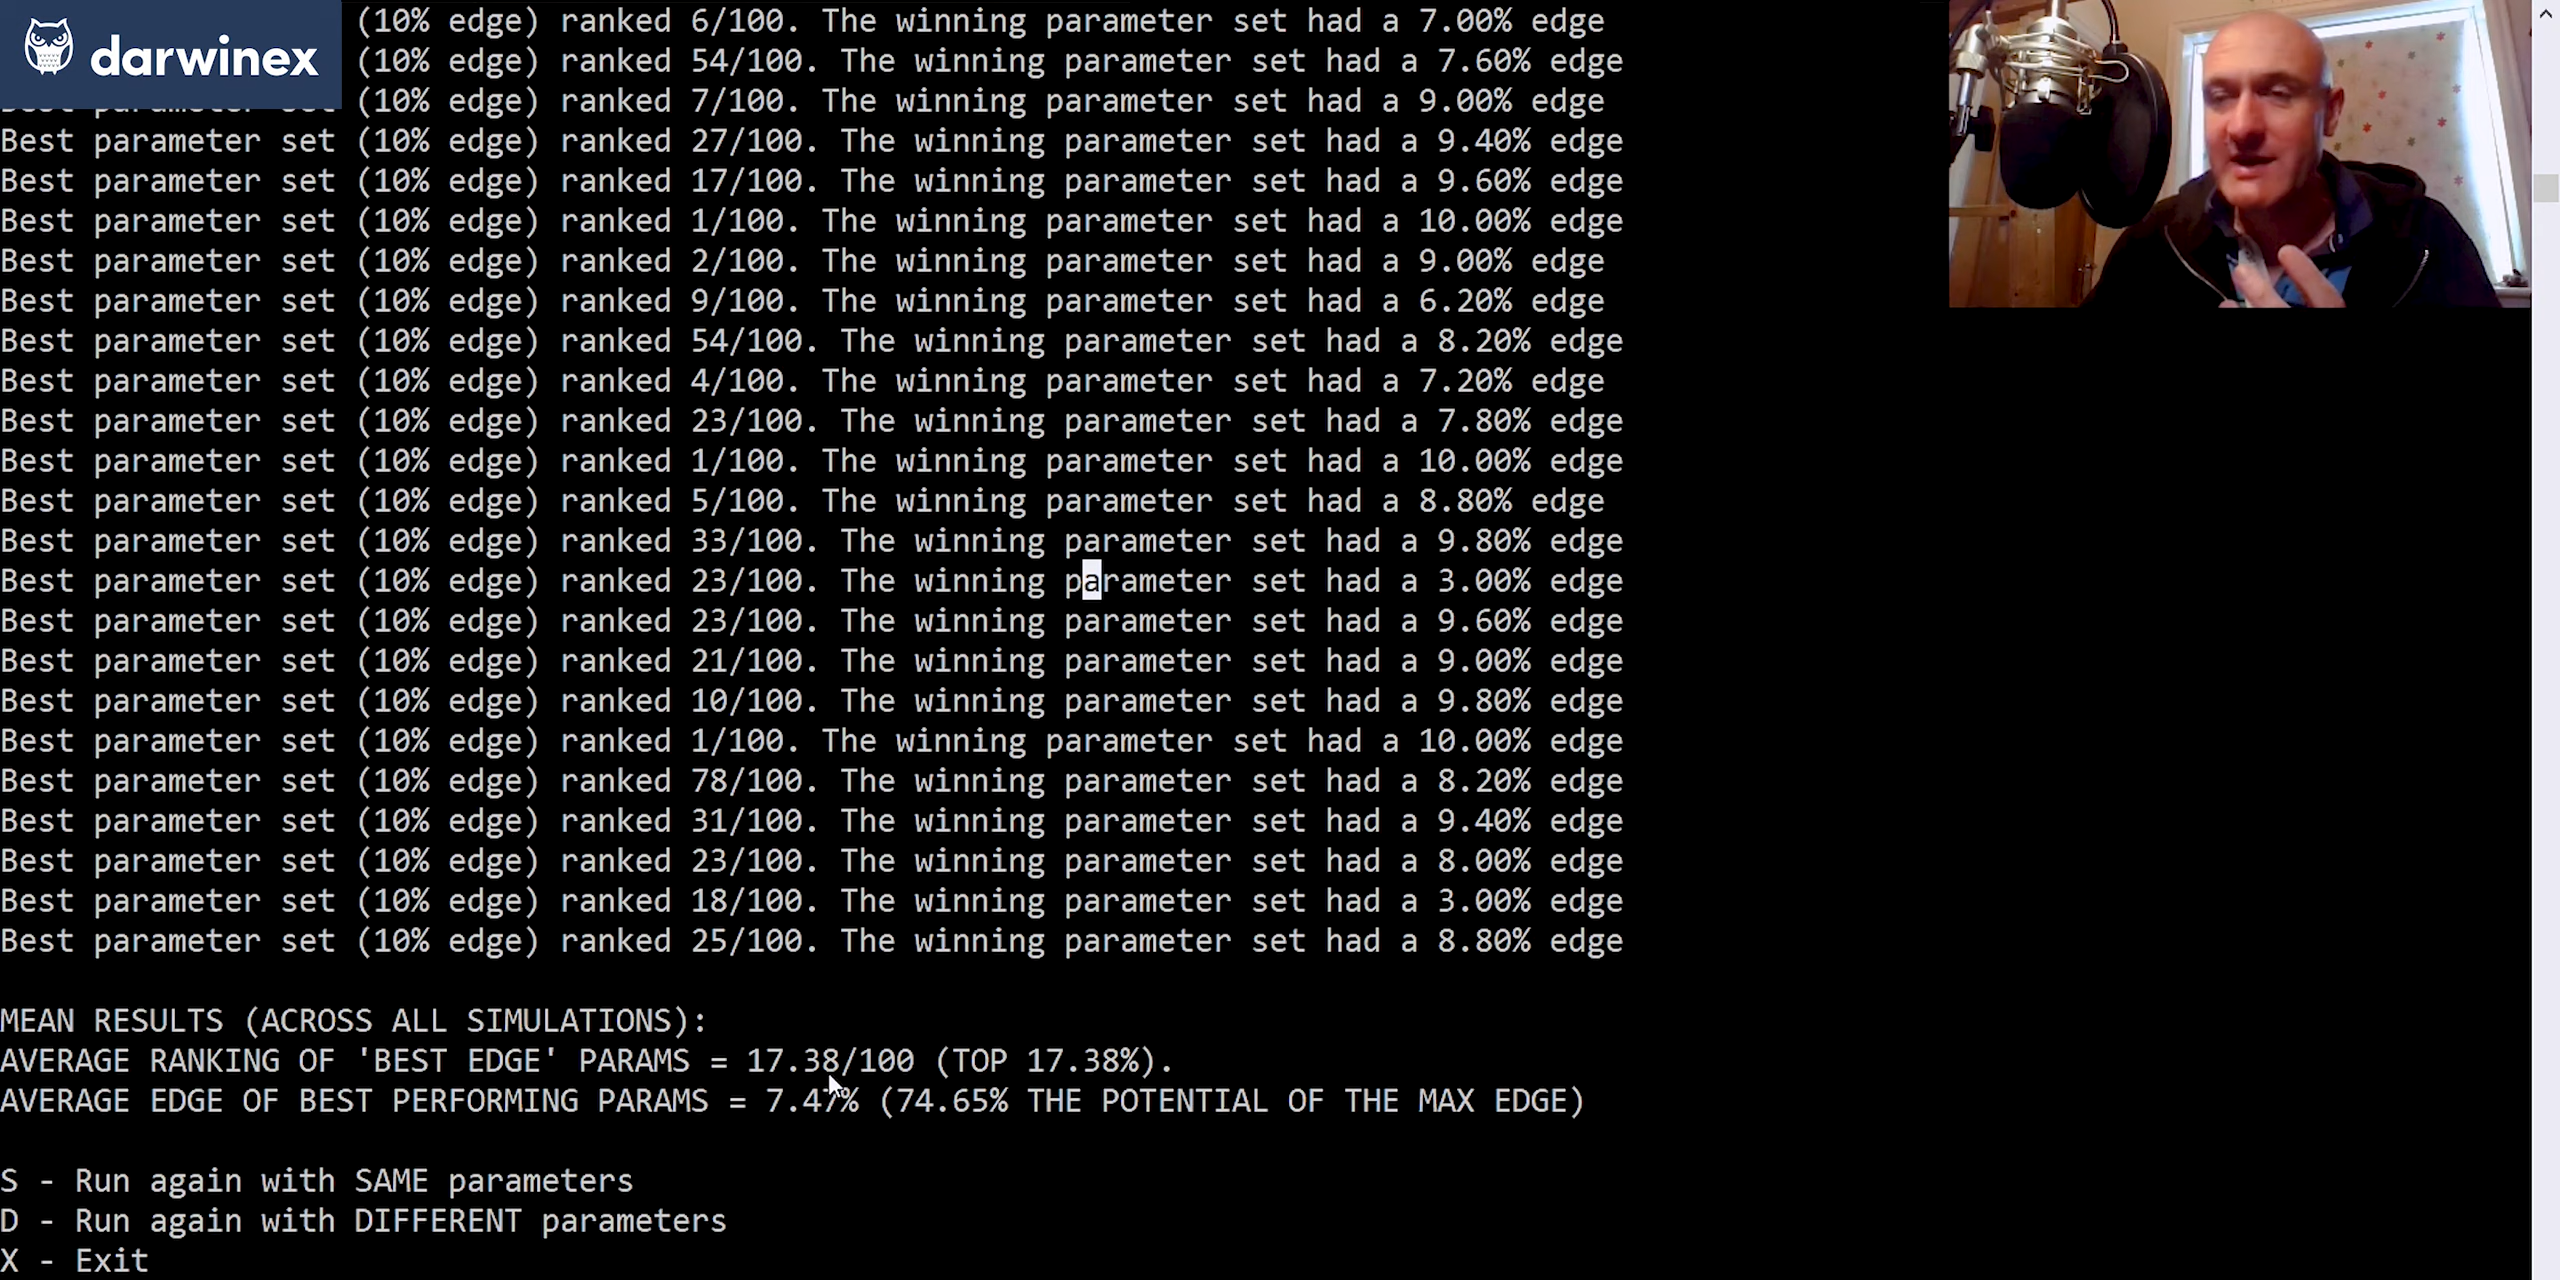 darwinex
(10% edge) ranked 6/100. The winning parameter set had a 7.00% edge
(10% edge) ranked 54/100. The winning parameter set had a 7.60% edge
Best parameter set (10% edge) ranked 7/100. The winning parameter set had a 9.00% edge
Best parameter set (10% edge) ranked 27/100. The winning parameter set had a 9.40% edge
Best parameter set (10% edge) ranked 17/100. The winning parameter set had a 9.60% edge
Best parameter set (10% edge) ranked 1/100. The winning parameter set had a 10.00% edge
Best parameter set (10% edge) ranked 2/100. The winning parameter set had a 9.00% edge
Best parameter set (10% edge) ranked 9/100. The winning parameter set had a 6.20% edge
Best parameter set (10% edge) ranked 54/100. The winning parameter set had a 8.20% edge
Best parameter set (10% edge) ranked 4/100. The winning parameter set had a 7.20% edge
Best parameter set (10% edge) ranked 23/100. The winning parameter set had a 7.80% edge
Best parameter set (10% edge) ranked 1/100. The winning parameter set had a 10.00% edge
Best parameter set (10% edge) ranked 5/100. The winning parameter set had a 8.80% edge
Best parameter set (10% edge) ranked 33/100. The winning parameter set had a 9.80% edge
Best parameter set (10% edge) ranked 23/100. The winning parameter set had a 3.00% edge
Best parameter set (10% edge) ranked 23/100. The winning parameter set had a 9.60% edge
Best parameter set (10% edge) ranked 21/100. The winning parameter set had a 9.00% edge
Best parameter set (10% edge) ranked 10/100. The winning parameter set had a 9.80% edge
Best parameter set (10% edge) ranked 1/100. The winning parameter set had a 10.00% edge
Best parameter set (10% edge) ranked 78/100. The winning parameter set had a 8.20% edge
Best parameter set (10% edge) ranked 31/100. The winning parameter set had a 9.40% edge
Best parameter set (10% edge) ranked 23/100. The winning parameter set had a 8.00% edge
Best parameter set (10% edge) ranked 18/100. The winning parameter set had a 3.00% edge
Best parameter set (10% edge) ranked 25/100. The winning parameter set had a 8.80% edge
MEAN RESULTS (ACROSS ALL SIMULATIONS):
AVERAGE RANKING OF 'BEST EDGE' PARAMS = 17.38/100 (TOP 17.38%).
AVERAGE EDGE OF BEST PERFORMING PARAMS = 7.47% (74.65% THE POTENTIAL OF THE MAX EDGE)
S - Run again with SAME parameters
D - Run again with DIFFERENT parameters
X - Exit